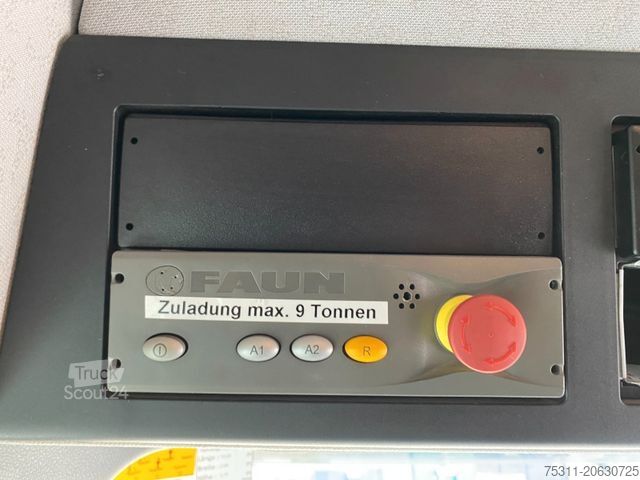 FAUN
Zuladung max. 9 Tonnen
A1 A2 R
Truck
Scout24
75311-20630725